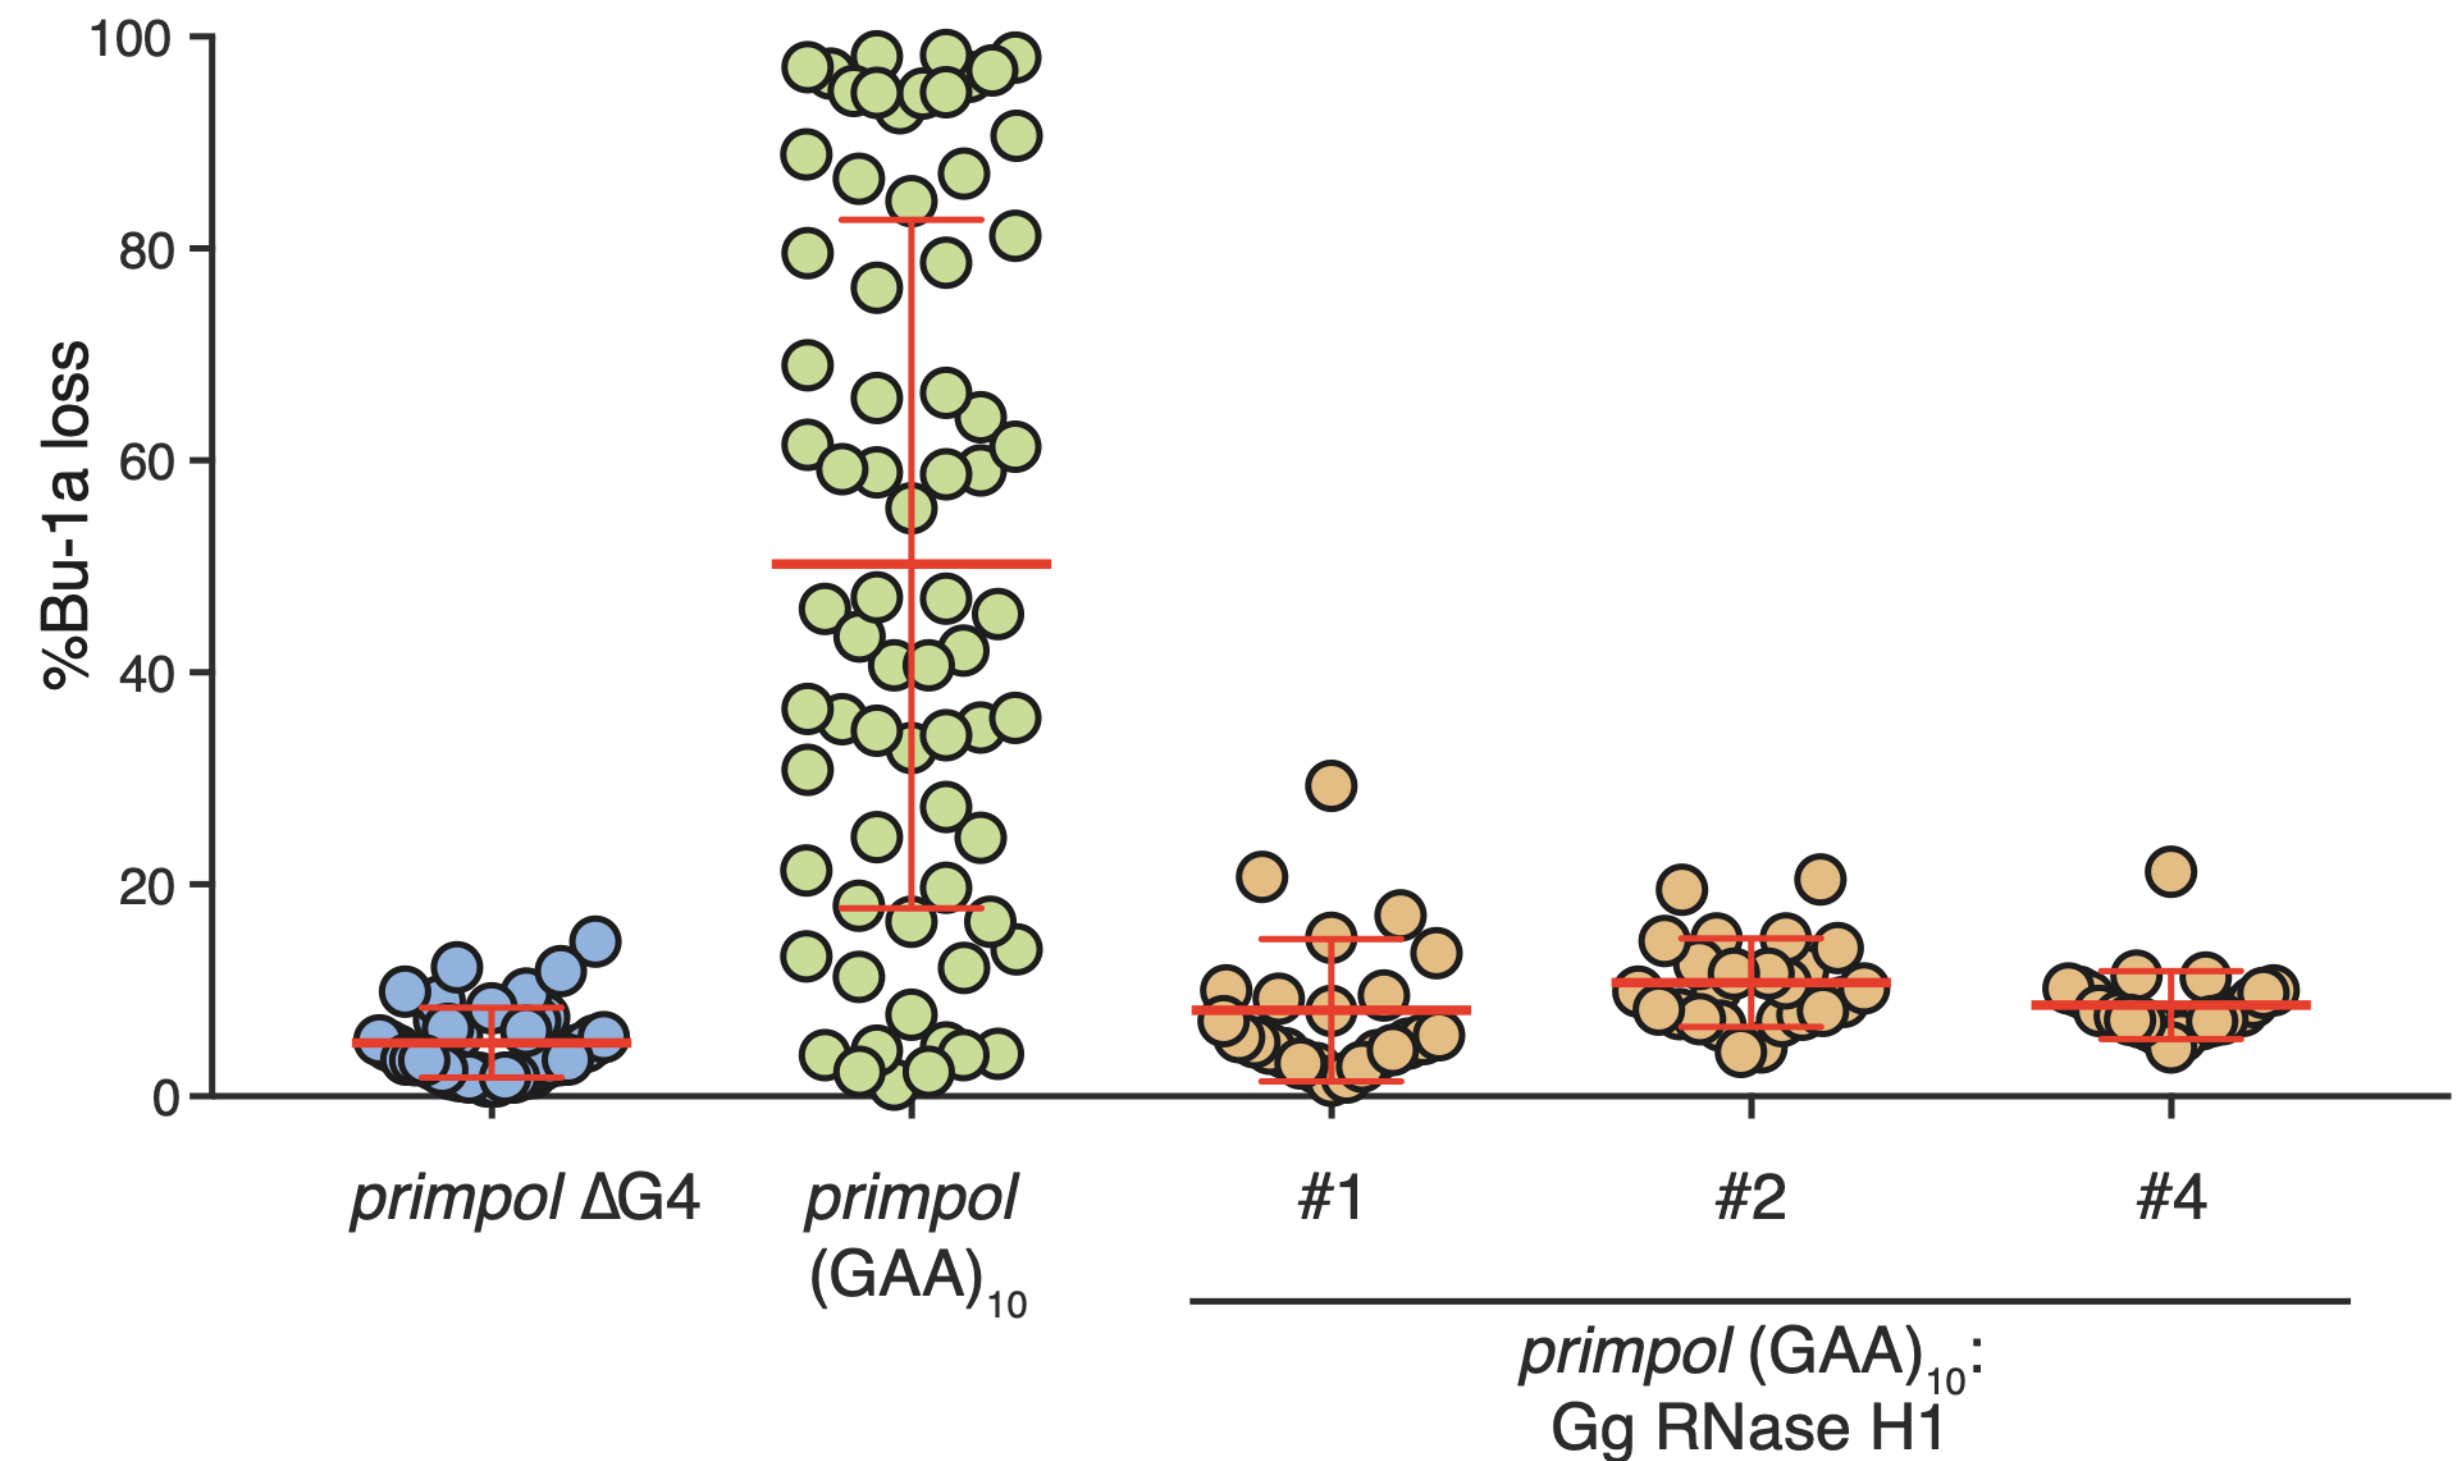 %Bu-1a loss
100
80
60
40
20
0
primpol ΔG4
primpol
(GAA)10
#1
#2
#4
primpol (GAA)10:
Gg RNase H1